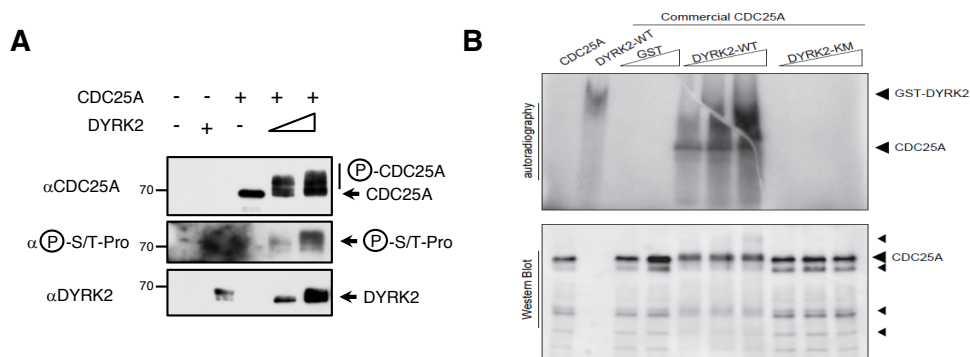 A
CDC25A - - + + +
DYRK2 - + -
αCDC25A
70
Ⓟ-CDC25A
CDC25A
αⓅ-S/T-Pro
70
Ⓟ-S/T-Pro
αDYRK2
70
DYRK2
B
Commercial CDC25A
CDC25A
DYRK2-WT
GST
DYRK2-WT
DYRK2-KM
autoradiography
GST-DYRK2
CDC25A
Western Blot
CDC25A